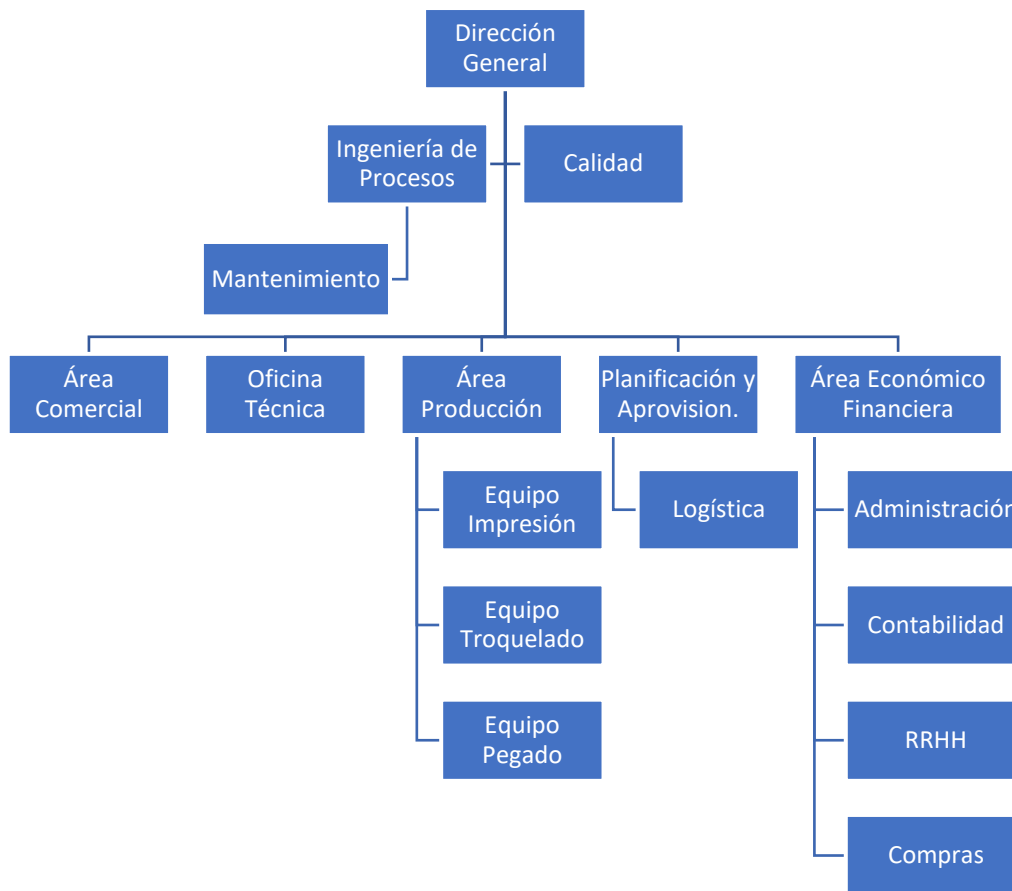 Dirección
General
Ingeniería de
Procesos
Calidad
Mantenimiento
Área
Comercial
Oficina
Técnica
Área
Producción
Planificación y
Aprovision.
Área Económico
Financiera
Equipo
Impresión
Logística
Administración
Equipo
Troquelado
Contabilidad
Equipo
Pegado
RRHH
Compras